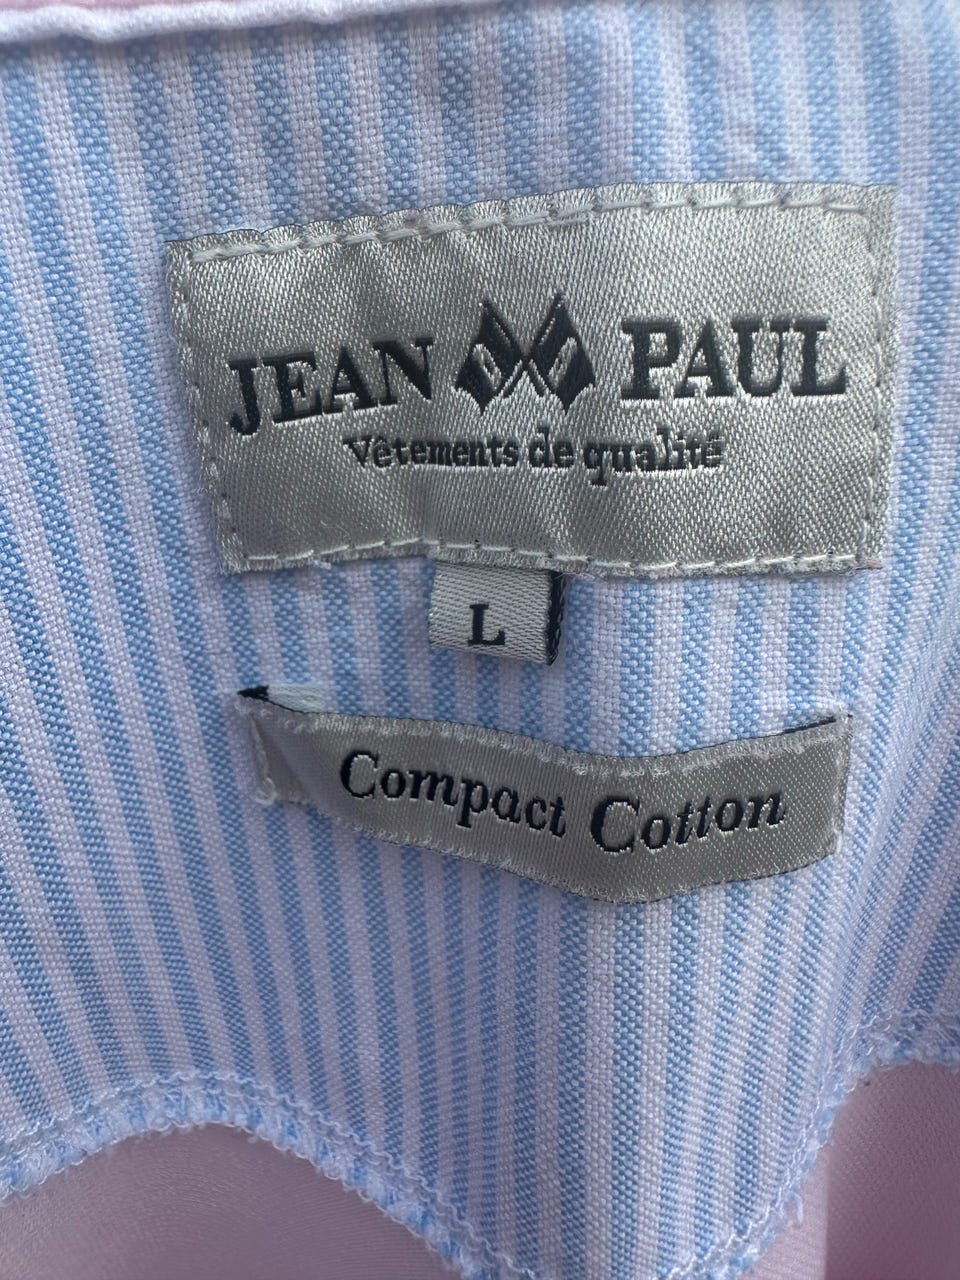 JEAN PAUL
Vêtements de qualité
L
Compact Cotton